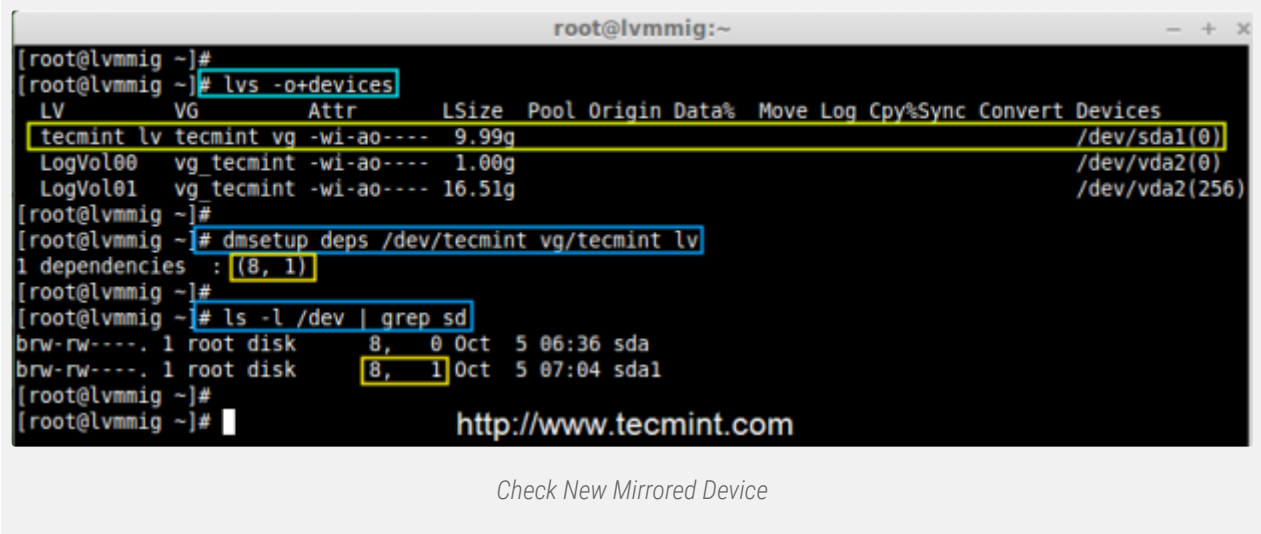 root@lvmmig:~ − + ×
[root@lvmmig ~]#
[root@lvmmig ~]# lvs -o+devices
LV VG Attr LSize Pool Origin Data% Move Log Cpy%Sync Convert Devices
tecmint_lv tecmint_vg -wi-ao---- 9.99g /dev/sda1(0)
LogVol00 vg_tecmint -wi-ao---- 1.00g /dev/vda2(0)
LogVol01 vg_tecmint -wi-ao---- 16.51g /dev/vda2(256)
[root@lvmmig ~]#
[root@lvmmig ~]# dmsetup deps /dev/tecmint_vg/tecmint_lv
1 dependencies : (8, 1)
[root@lvmmig ~]#
[root@lvmmig ~]# ls -l /dev | grep sd
brw-rw----. 1 root disk 8, 0 Oct 5 06:36 sda
brw-rw----. 1 root disk 8, 1 Oct 5 07:04 sda1
[root@lvmmig ~]#
[root@lvmmig ~]#
http://www.tecmint.com
Check New Mirrored Device